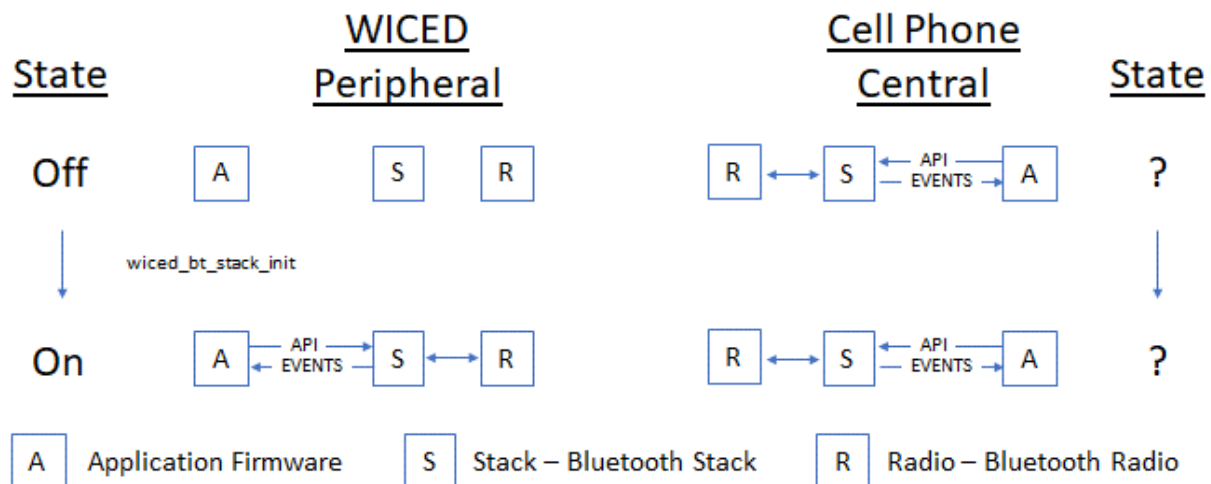 WICED
Peripheral
Cell Phone
Central
State
State
Off
A
S
R
R
S
API
EVENTS
A
?
wiced_bt_stack_init
On
A
API
EVENTS
S
R
R
S
API
EVENTS
A
?
A Application Firmware
S Stack – Bluetooth Stack
R Radio – Bluetooth Radio